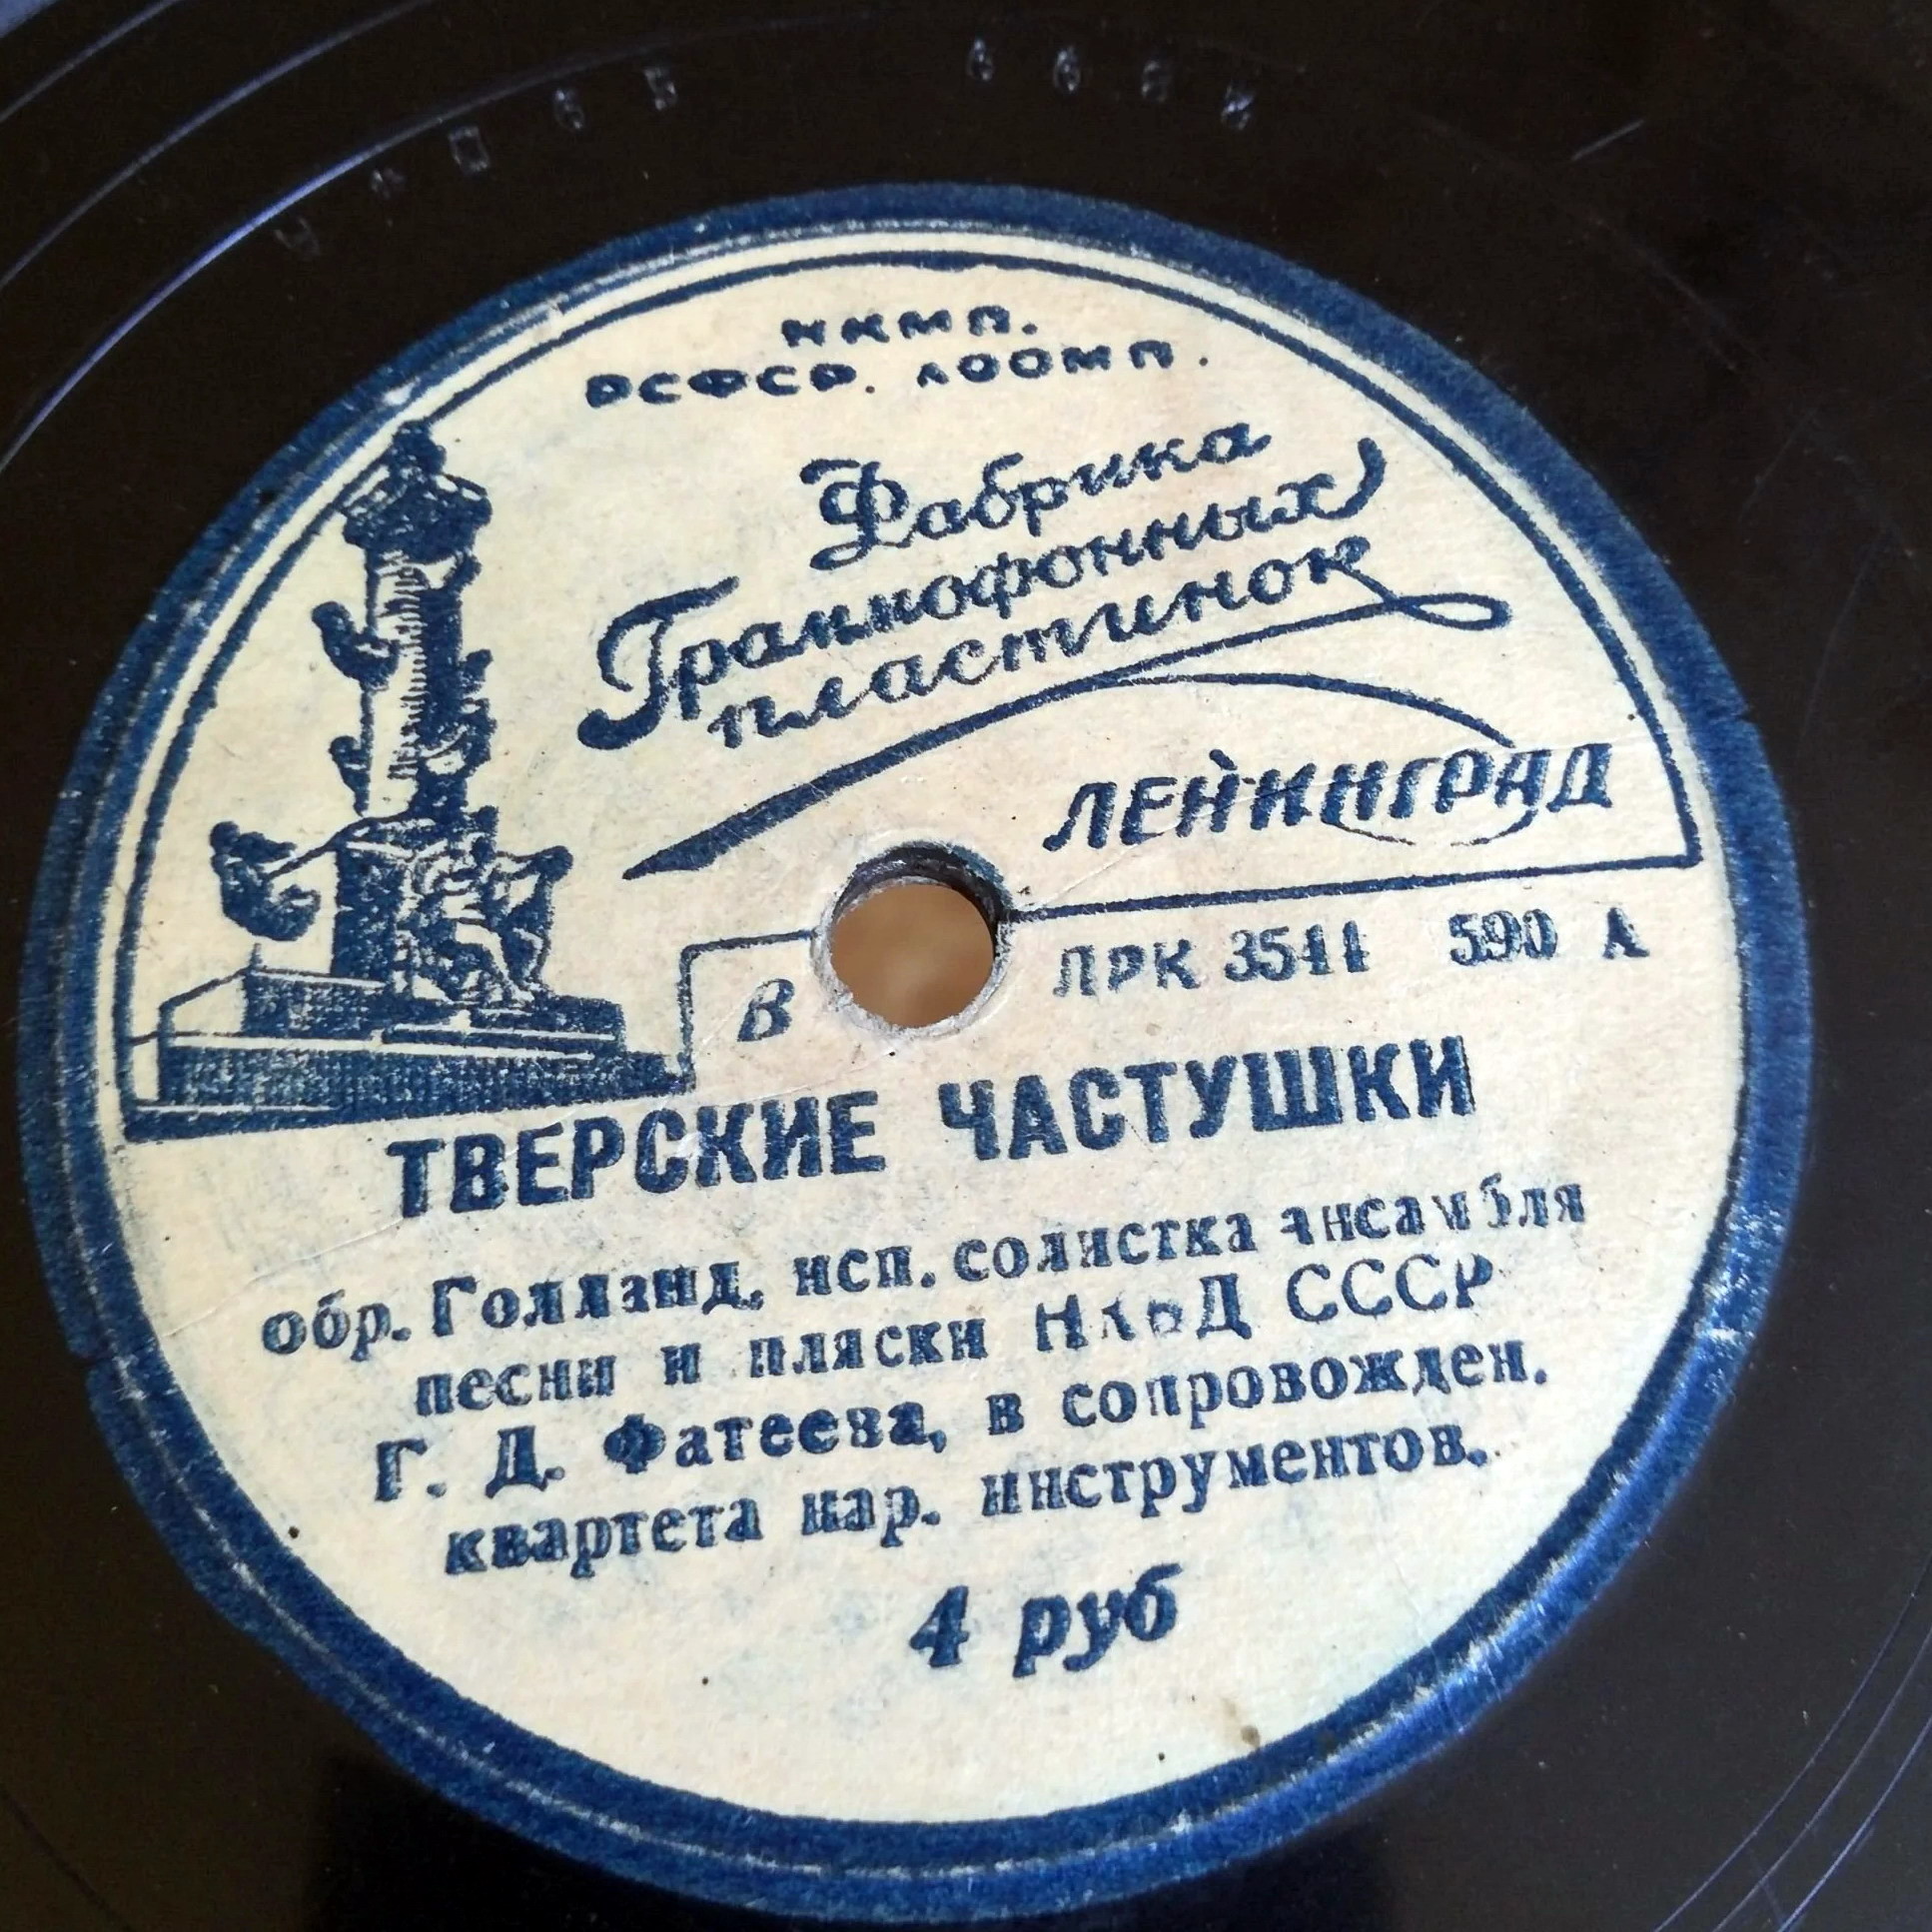 НКМП.
РСФСР. ЛООМП.
Фабрика
Граммофонных
пластинок
ЛЕНИНГРАД
В ЛРК 3544 590 А
ТВЕРСКИЕ ЧАСТУШКИ
обр. Голланд, исп. солистка ансамбля
песни и пляски НКВД СССР
Г. Д. Фатеева, в сопровожден.
квартета нар. инструментов.
4 руб